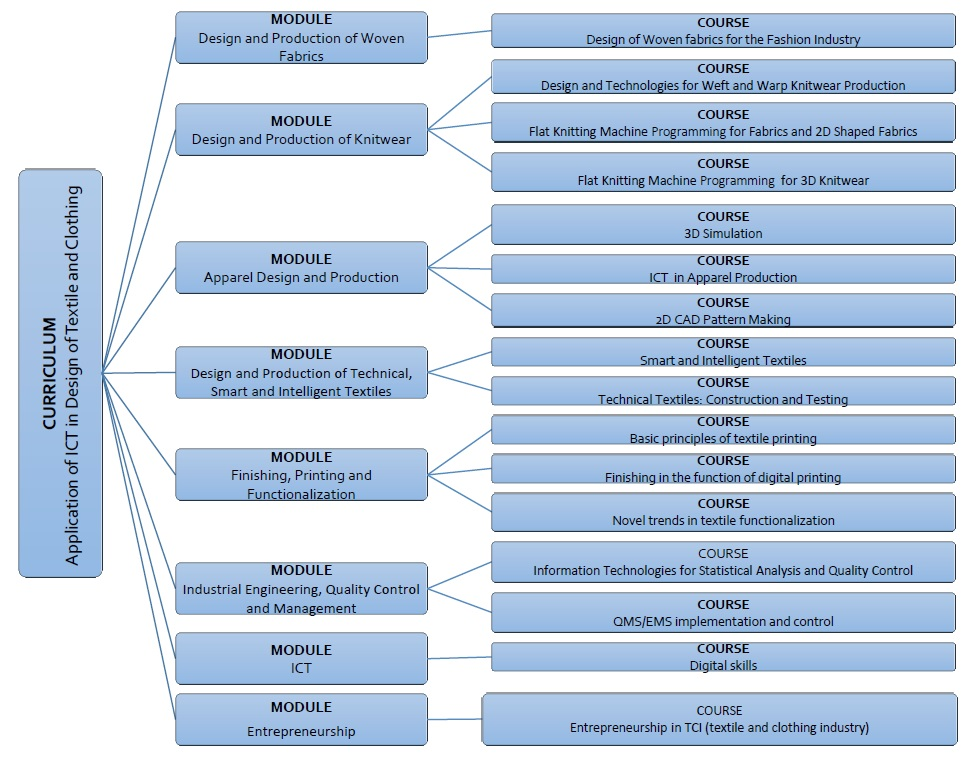 CURRICULUM
Application of ICT in Design of Textile and Clothing
MODULE
Design and Production of Woven
Fabrics
COURSE
Design of Woven fabrics for the Fashion Industry
MODULE
Design and Production of Knitwear
COURSE
Design and Technologies for Weft and Warp Knitwear Production
COURSE
Flat Knitting Machine Programming for Fabrics and 2D Shaped Fabrics
COURSE
Flat Knitting Machine Programming for 3D Knitwear
MODULE
Apparel Design and Production
COURSE
3D Simulation
COURSE
ICT in Apparel Production
COURSE
2D CAD Pattern Making
MODULE
Design and Production of Technical,
Smart and Intelligent Textiles
COURSE
Smart and Intelligent Textiles
COURSE
Technical Textiles: Construction and Testing
MODULE
Finishing, Printing and
Functionalization
COURSE
Basic principles of textile printing
COURSE
Finishing in the function of digital printing
COURSE
Novel trends in textile functionalization
MODULE
Industrial Engineering, Quality Control
and Management
COURSE
Information Technologies for Statistical Analysis and Quality Control
COURSE
QMS/EMS implementation and control
MODULE
ICT
COURSE
Digital skills
MODULE
Entrepreneurship
COURSE
Entrepreneurship in TCI (textile and clothing industry)